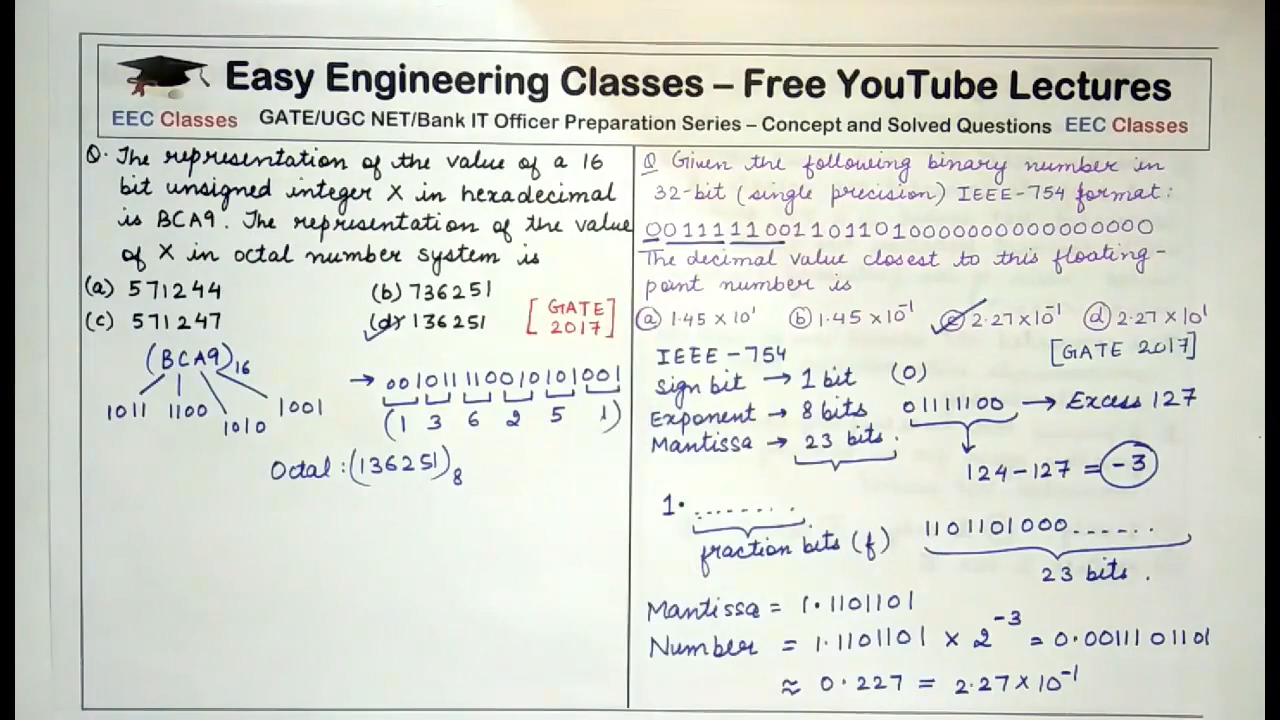 Easy Engineering Classes – Free YouTube Lectures
EEC Classes GATE/UGC NET/Bank IT Officer Preparation Series – Concept and Solved Questions EEC Classes
Q. The representation of the value of a 16
bit unsigned integer X in hexadecimal
is BCA9. The representation of the value
of X in octal number system is
(a) 571244 (b) 736251
(c) 571247 (d) 136251
[GATE 2017]
(BCA9)₁₆
1011 1100 1010 1001
→ 001011110010101001
(1 3 6 2 5 1)
Octal : (136251)₈
Q Given the following binary number in
32-bit (single precision) IEEE-754 format:
00111110011011010000000000000000
The decimal value closest to this floating-
point number is
(a) 1.45 × 10¹ (b) 1.45 × 10⁻¹ (c) 2.27 × 10⁻¹ (d) 2.27 × 10¹
[GATE 2017]
IEEE – 754
Sign bit → 1 bit (0)
Exponent → 8 bits 01111100 → Excess 127
Mantissa → 23 bits.
124 – 127 = -3
1. ........
fraction bits (f)
1101101000......
23 bits.
Mantissa = 1.1101101
Number = 1.1101101 × 2⁻³ = 0.0011101101
≈ 0.227 = 2.27 × 10⁻¹